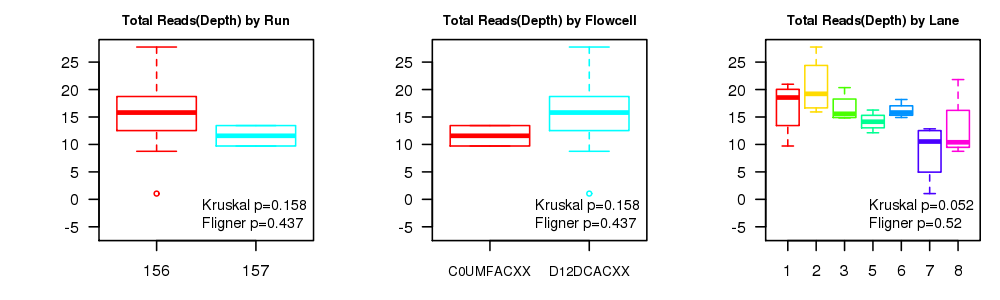 Total Reads(Depth) by Run
25
20
15
10
5
0
-5
Kruskal p=0.158
Fligner p=0.437
156 157
Total Reads(Depth) by Flowcell
25
20
15
10
5
0
-5
Kruskal p=0.158
Fligner p=0.437
C0UMFACXX D12DCACXX
Total Reads(Depth) by Lane
25
20
15
10
5
0
-5
Kruskal p=0.052
Fligner p=0.52
1 2 3 5 6 7 8